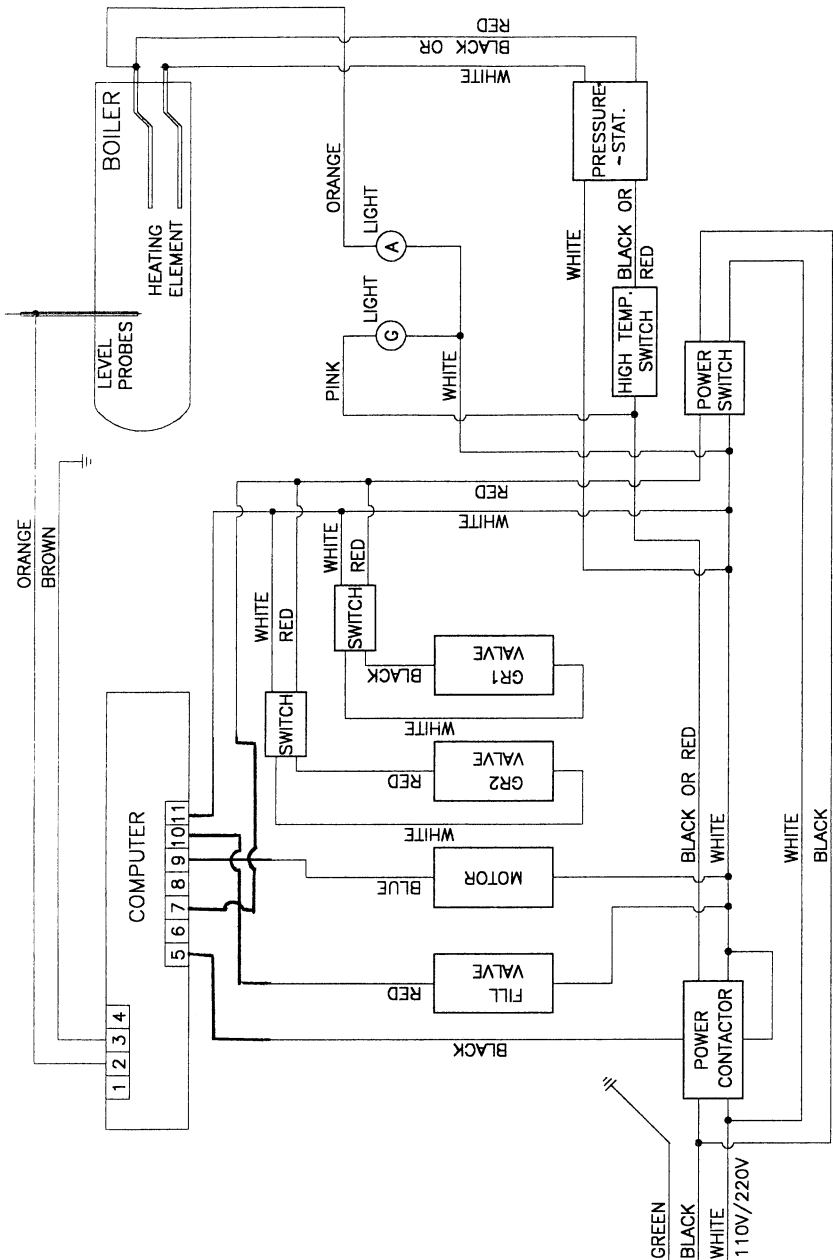 RED
BLACK OR
WHITE
BOILER
HEATING
ELEMENT
LEVEL
PROBES
PRESSURE
~STAT.
ORANGE
LIGHT
A
LIGHT
G
PINK
WHITE
WHITE
BLACK OR
RED
HIGH TEMP.
SWITCH
POWER
SWITCH
ORANGE
BROWN
RED
WHITE
WHITE
RED
SWITCH
WHITE
RED
SWITCH
BLACK
GR1
VALVE
WHITE
RED
GR2
VALVE
WHITE
COMPUTER
1 2 3 4
5 6 7 8 9 10 11
BLUE
MOTOR
RED
FILL
VALVE
BLACK
BLACK OR RED
WHITE
WHITE
BLACK
POWER
CONTACTOR
GREEN
BLACK
WHITE
110V/220V